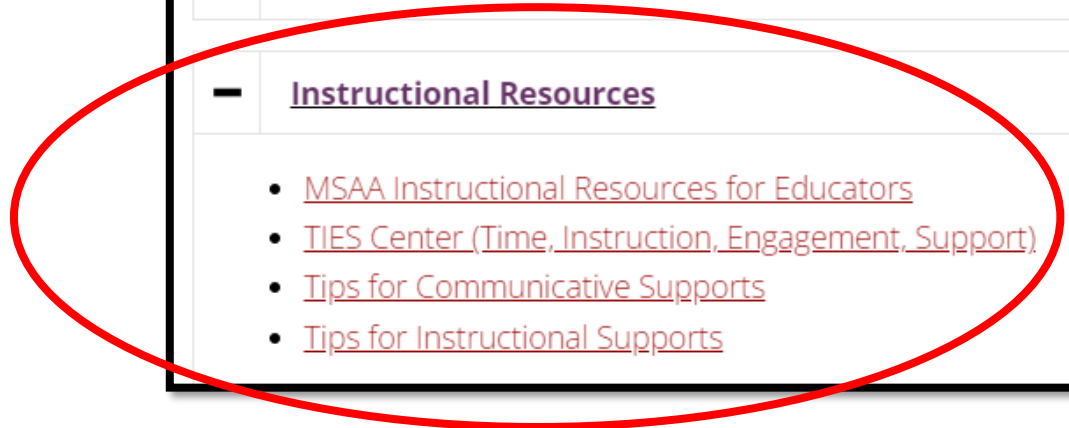 Instructional Resources
MSAA Instructional Resources for Educators
TIES Center (Time, Instruction, Engagement, Support)
Tips for Communicative Supports
Tips for Instructional Supports